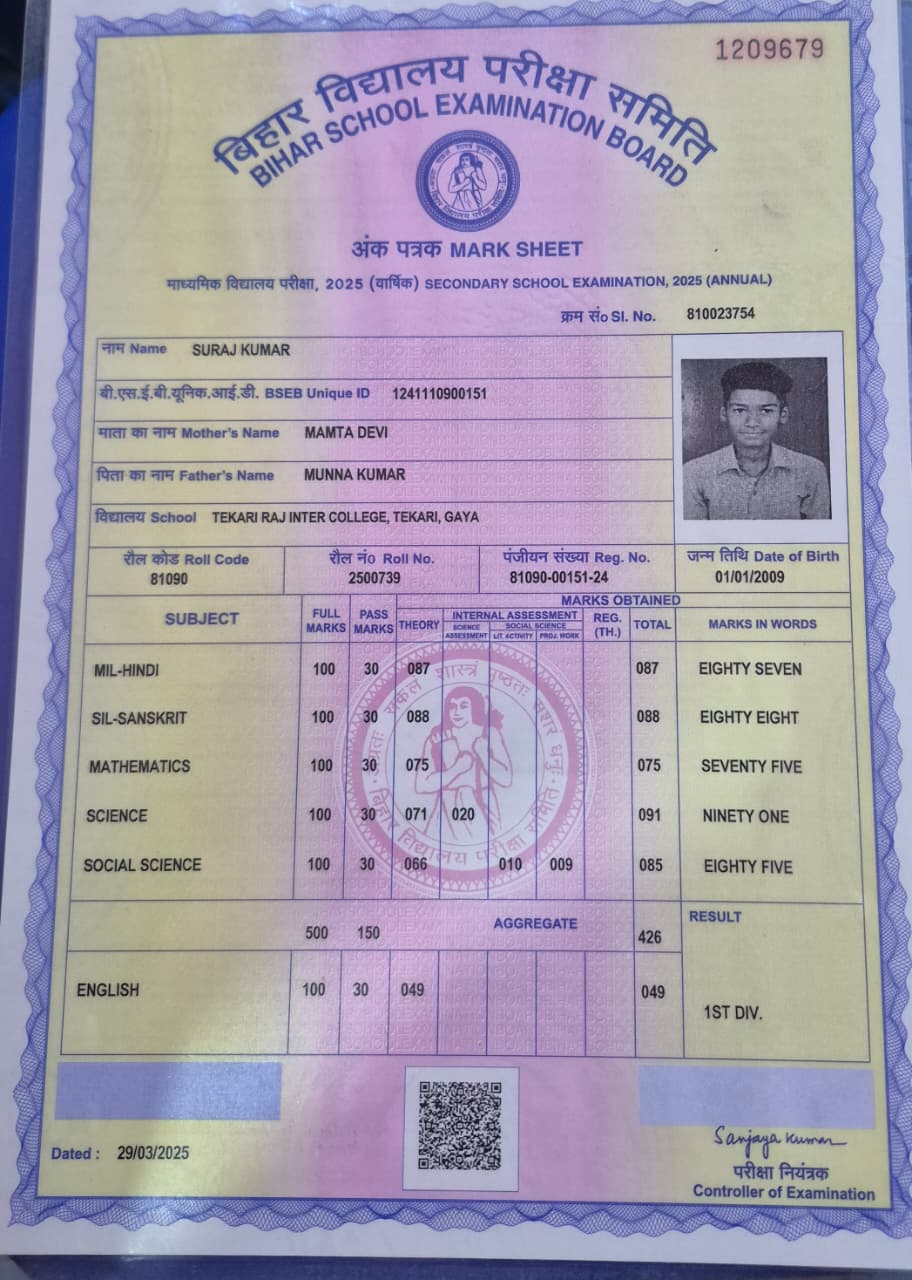 1209679
बिहार विद्यालय परीक्षा समिति
BIHAR SCHOOL EXAMINATION BOARD
अंक पत्रक MARK SHEET
माध्यमिक विद्यालय परीक्षा, 2025 (वार्षिक) SECONDARY SCHOOL EXAMINATION, 2025 (ANNUAL)
क्रम सं० Sl. No. 810023754
नाम Name SURAJ KUMAR
बी.एस.ई.बी.यूनिक.आई.डी. BSEB Unique ID 1241110900151
माता का नाम Mother's Name MAMTA DEVI
पिता का नाम Father's Name MUNNA KUMAR
विद्यालय School TEKARI RAJ INTER COLLEGE, TEKARI, GAYA
रौल कोड Roll Code रौल नं० Roll No. पंजीयन संख्या Reg. No. जन्म तिथि Date of Birth
81090 2500739 81090-00151-24 01/01/2009
SUBJECT FULL MARKS PASS MARKS MARKS OBTAINED
THEORY INTERNAL ASSESSMENT REG. (TH.) TOTAL MARKS IN WORDS
SCIENCE ASSESSMENT SOCIAL SCIENCE LIT. ACTIVITY PROJ. WORK
MIL-HINDI 100 30 087 087 EIGHTY SEVEN
SIL-SANSKRIT 100 30 088 088 EIGHTY EIGHT
MATHEMATICS 100 30 075 075 SEVENTY FIVE
SCIENCE 100 30 071 020 091 NINETY ONE
SOCIAL SCIENCE 100 30 066 010 009 085 EIGHTY FIVE
500 150 AGGREGATE 426 RESULT
ENGLISH 100 30 049 049
1ST DIV.
Dated : 29/03/2025
Sanjaya Kumar
परीक्षा नियंत्रक
Controller of Examination